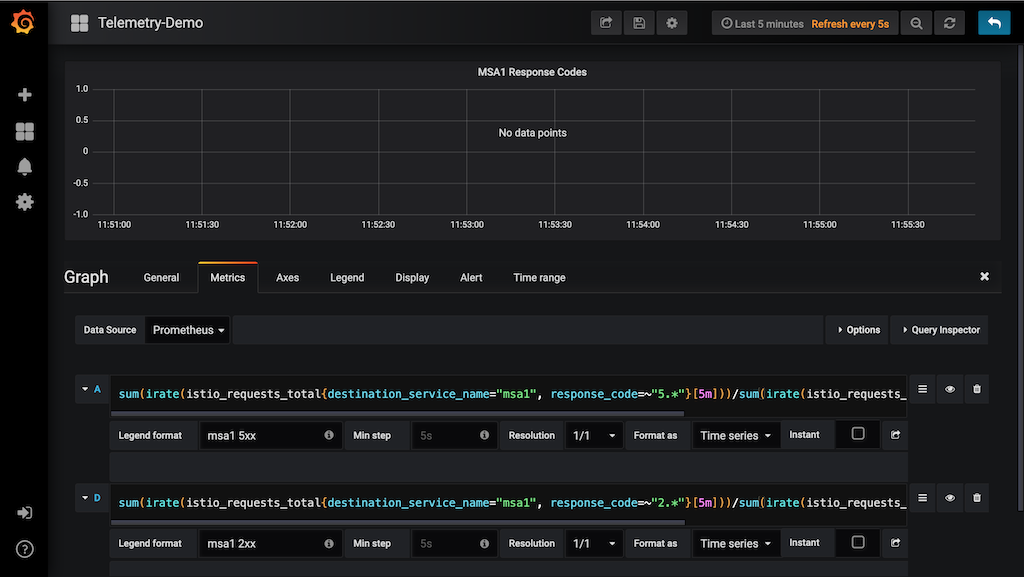 Telemetry-Demo
Last 5 minutes Refresh every 5s
MSA1 Response Codes
1.0
0.5
No data points
0
-0.5
-1.0
11:51:00 11:51:30 11:52:00 11:52:30 11:53:00 11:53:30 11:54:00 11:54:30 11:55:00 11:55:30
Graph General Metrics Axes Legend Display Alert Time range
Data Source Prometheus Options Query Inspector
A sum(irate(istio_requests_total{destination_service_name="msa1", response_code=~"5.*"}[5m]))/sum(irate(istio_requests_
Legend format msa1 5xx Min step 5s Resolution 1/1 Format as Time series Instant
D sum(irate(istio_requests_total{destination_service_name="msa1", response_code=~"2.*"}[5m]))/sum(irate(istio_requests_
Legend format msa1 2xx Min step 5s Resolution 1/1 Format as Time series Instant